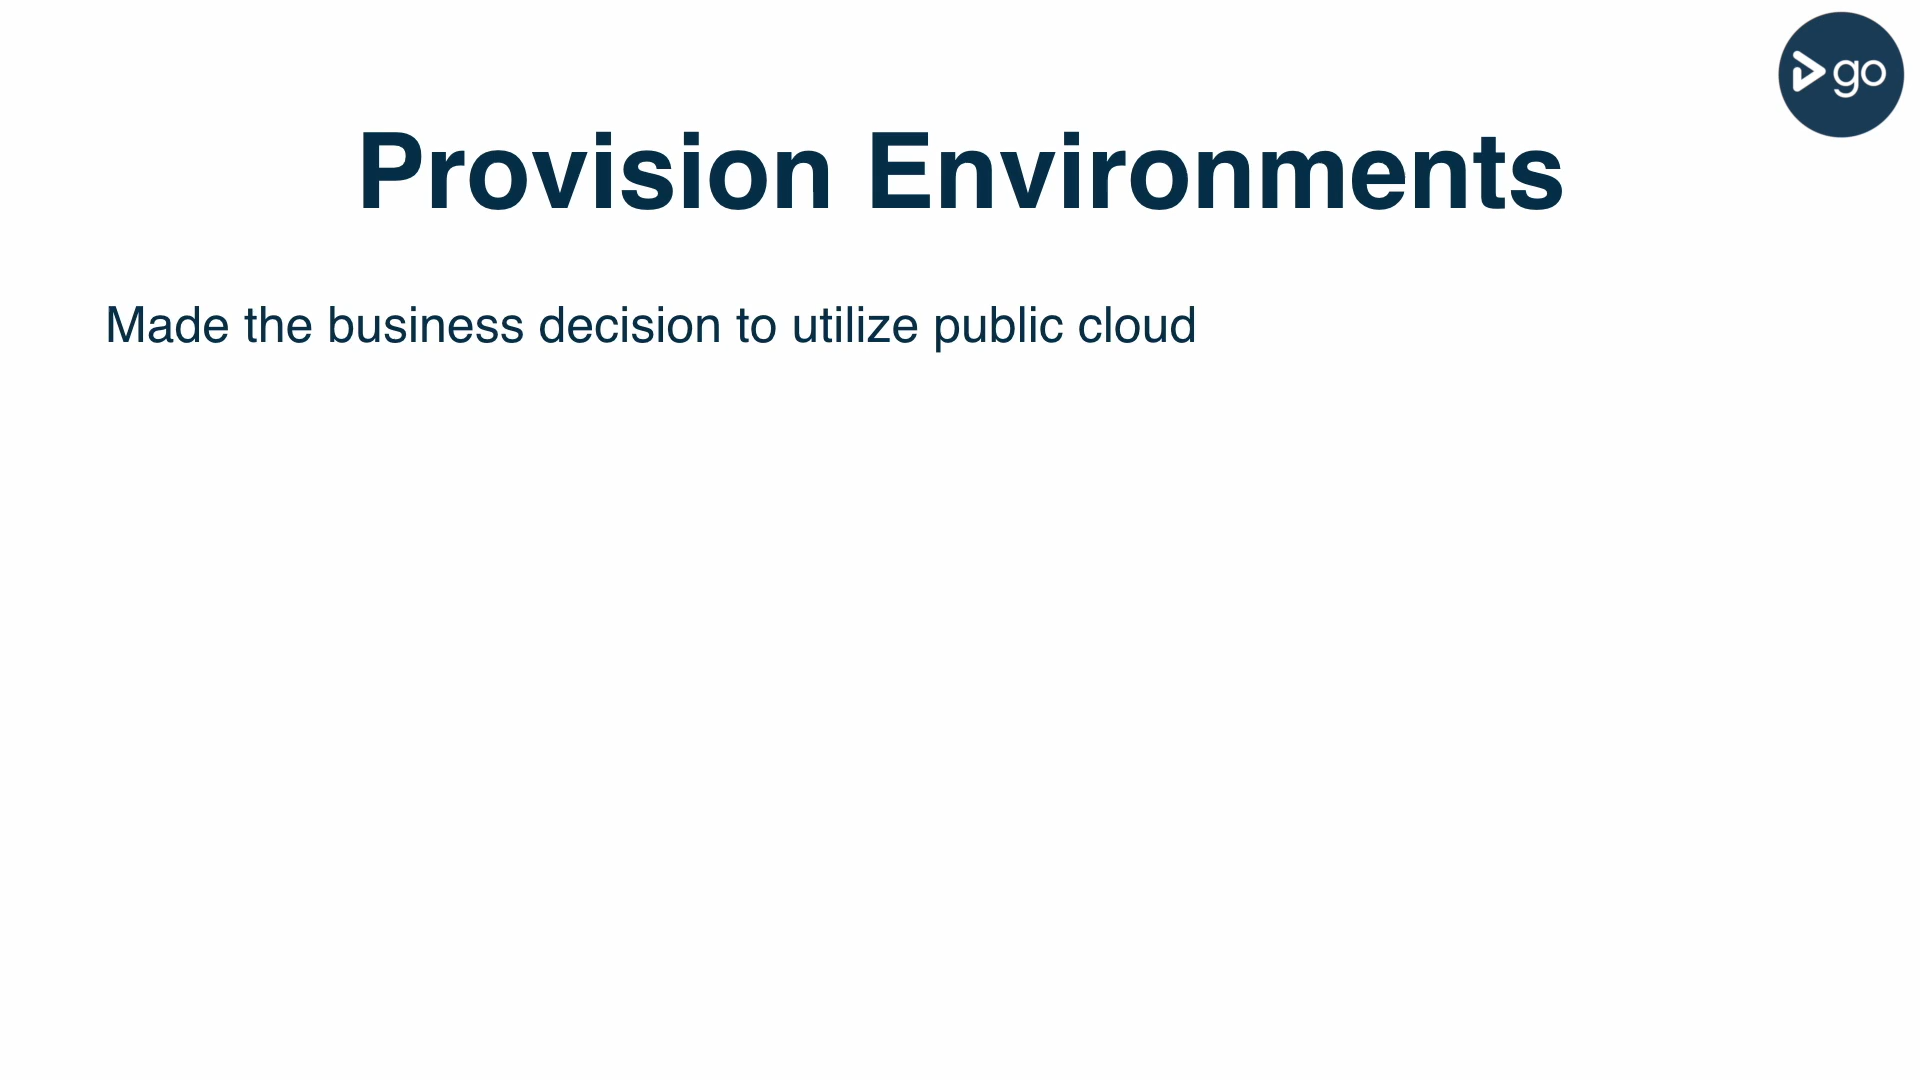 go
Provision Environments
Made the business decision to utilize public cloud